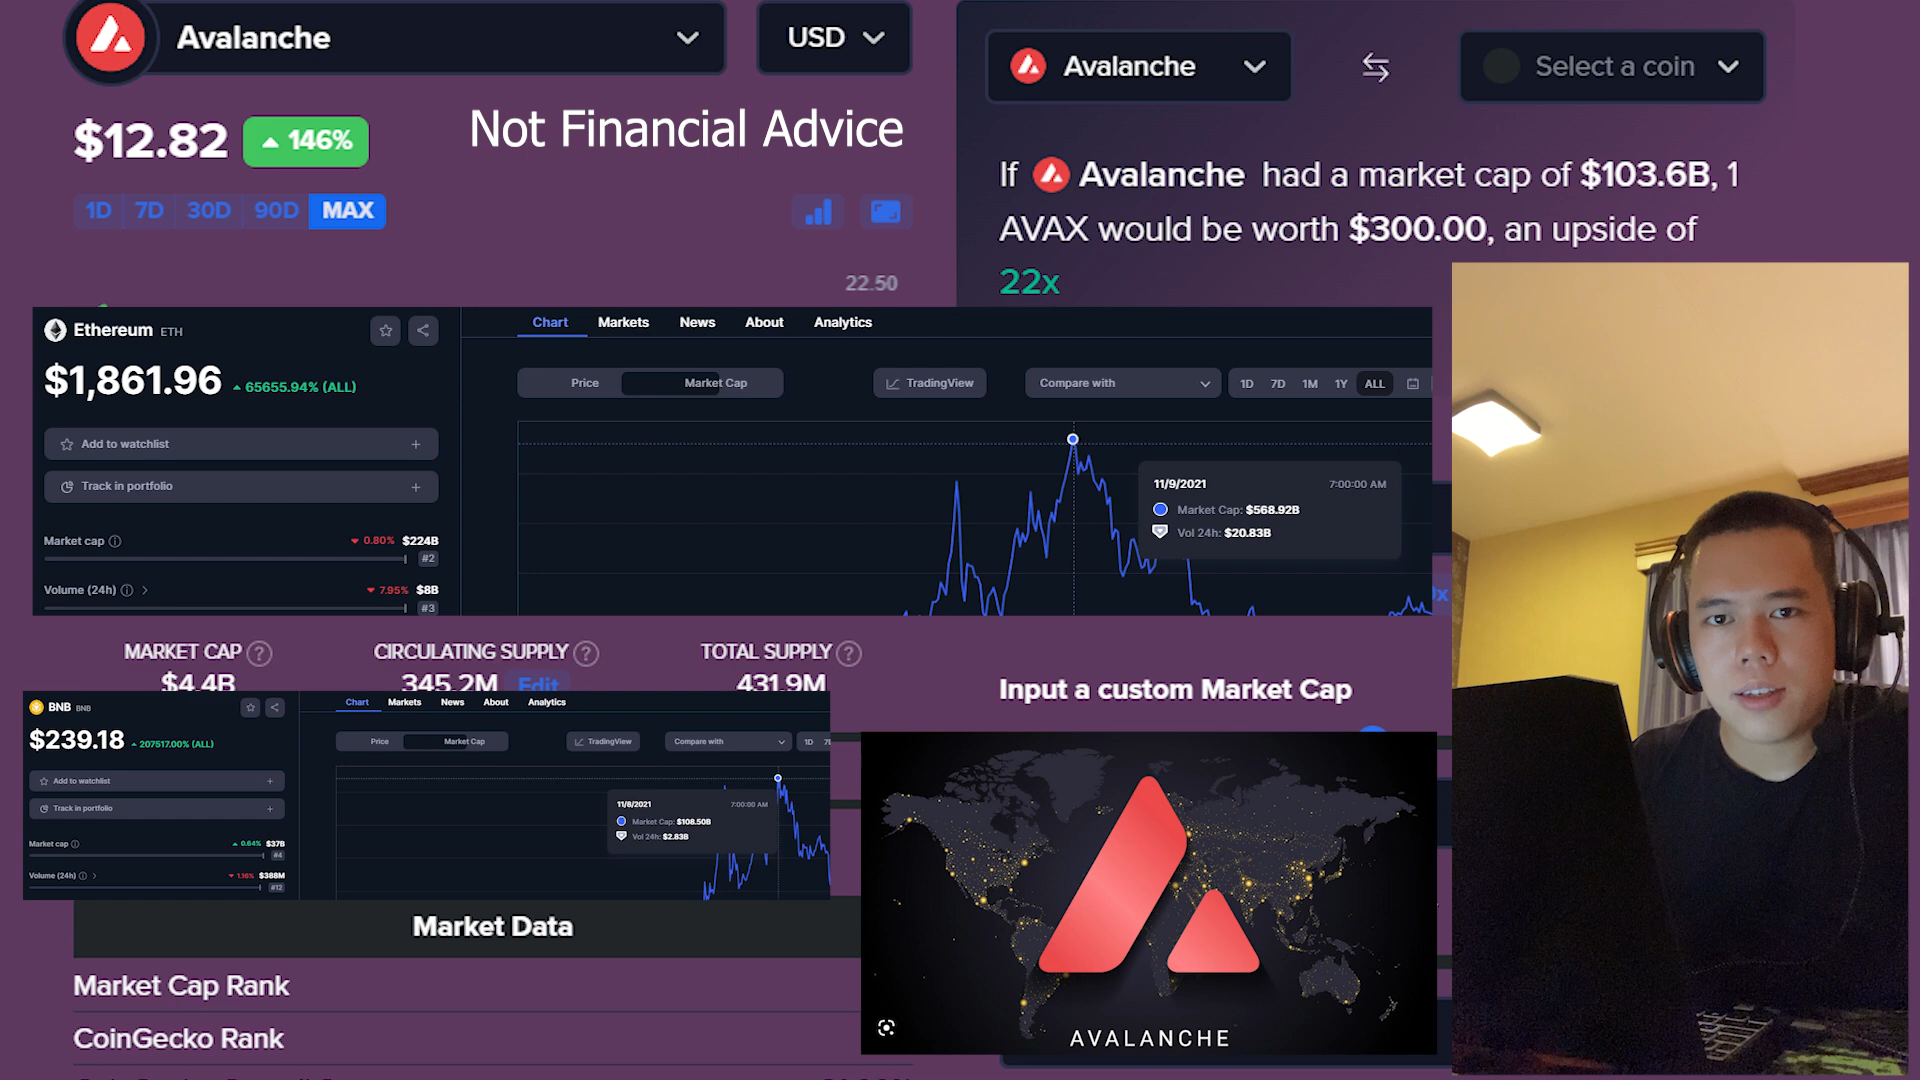 Avalanche
USD
$12.82
146%
Not Financial Advice
1D 7D 30D 90D MAX
22.50
Avalanche
Select a coin
If Avalanche had a market cap of $103.6B, 1
AVAX would be worth $300.00, an upside of
22x
Ethereum ETH
$1,861.96 65655.94% (ALL)
Add to watchlist
Track in portfolio
Market cap 0.80% $224B
#2
Volume (24h) 7.95% $8B
#3
Chart Markets News About Analytics
Price Market Cap TradingView Compare with 1D 7D 1M 1Y ALL
11/9/2021 7:00:00 AM
Market Cap: $568.92B
Vol 24h: $20.83B
x
MARKET CAP CIRCULATING SUPPLY TOTAL SUPPLY
$4.4B 345.2M Edit 431.9M
Input a custom Market Cap
BNB BNB
$239.18 207517.00% (ALL)
Add to watchlist
Track in portfolio
Market cap 0.64% $37B
#4
Volume (24h) 1.16% $388M
#12
Chart Markets News About Analytics
Price Market Cap TradingView Compare with 1D
11/8/2021 7:00:00 AM
Market Cap: $108.50B
Vol 24h: $2.83B
AVALANCHE
Market Data
Market Cap Rank
CoinGecko Rank